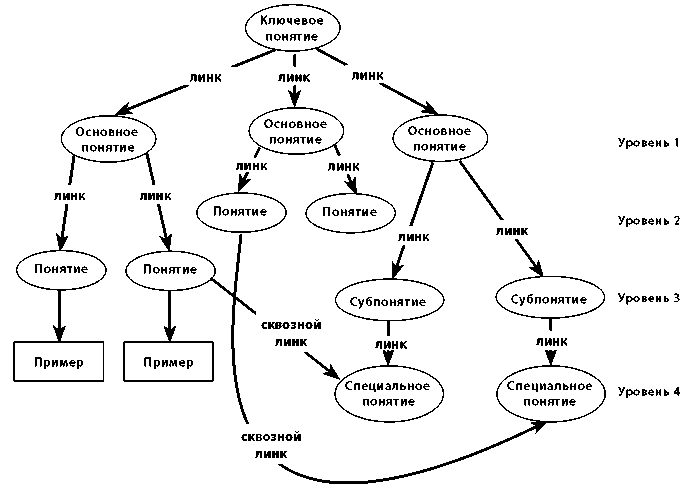 Ключевое
понятие
линк
линк
линк
Основное
понятие
Основное
понятие
Основное
понятие
Уровень 1
линк
линк
линк
линк
Понятие
Понятие
Уровень 2
линк
линк
Понятие
Понятие
Субпонятие
Субпонятие
Уровень 3
сквозной
линк
линк
линк
Пример
Пример
Специальное
понятие
Специальное
понятие
Уровень 4
сквозной
линк